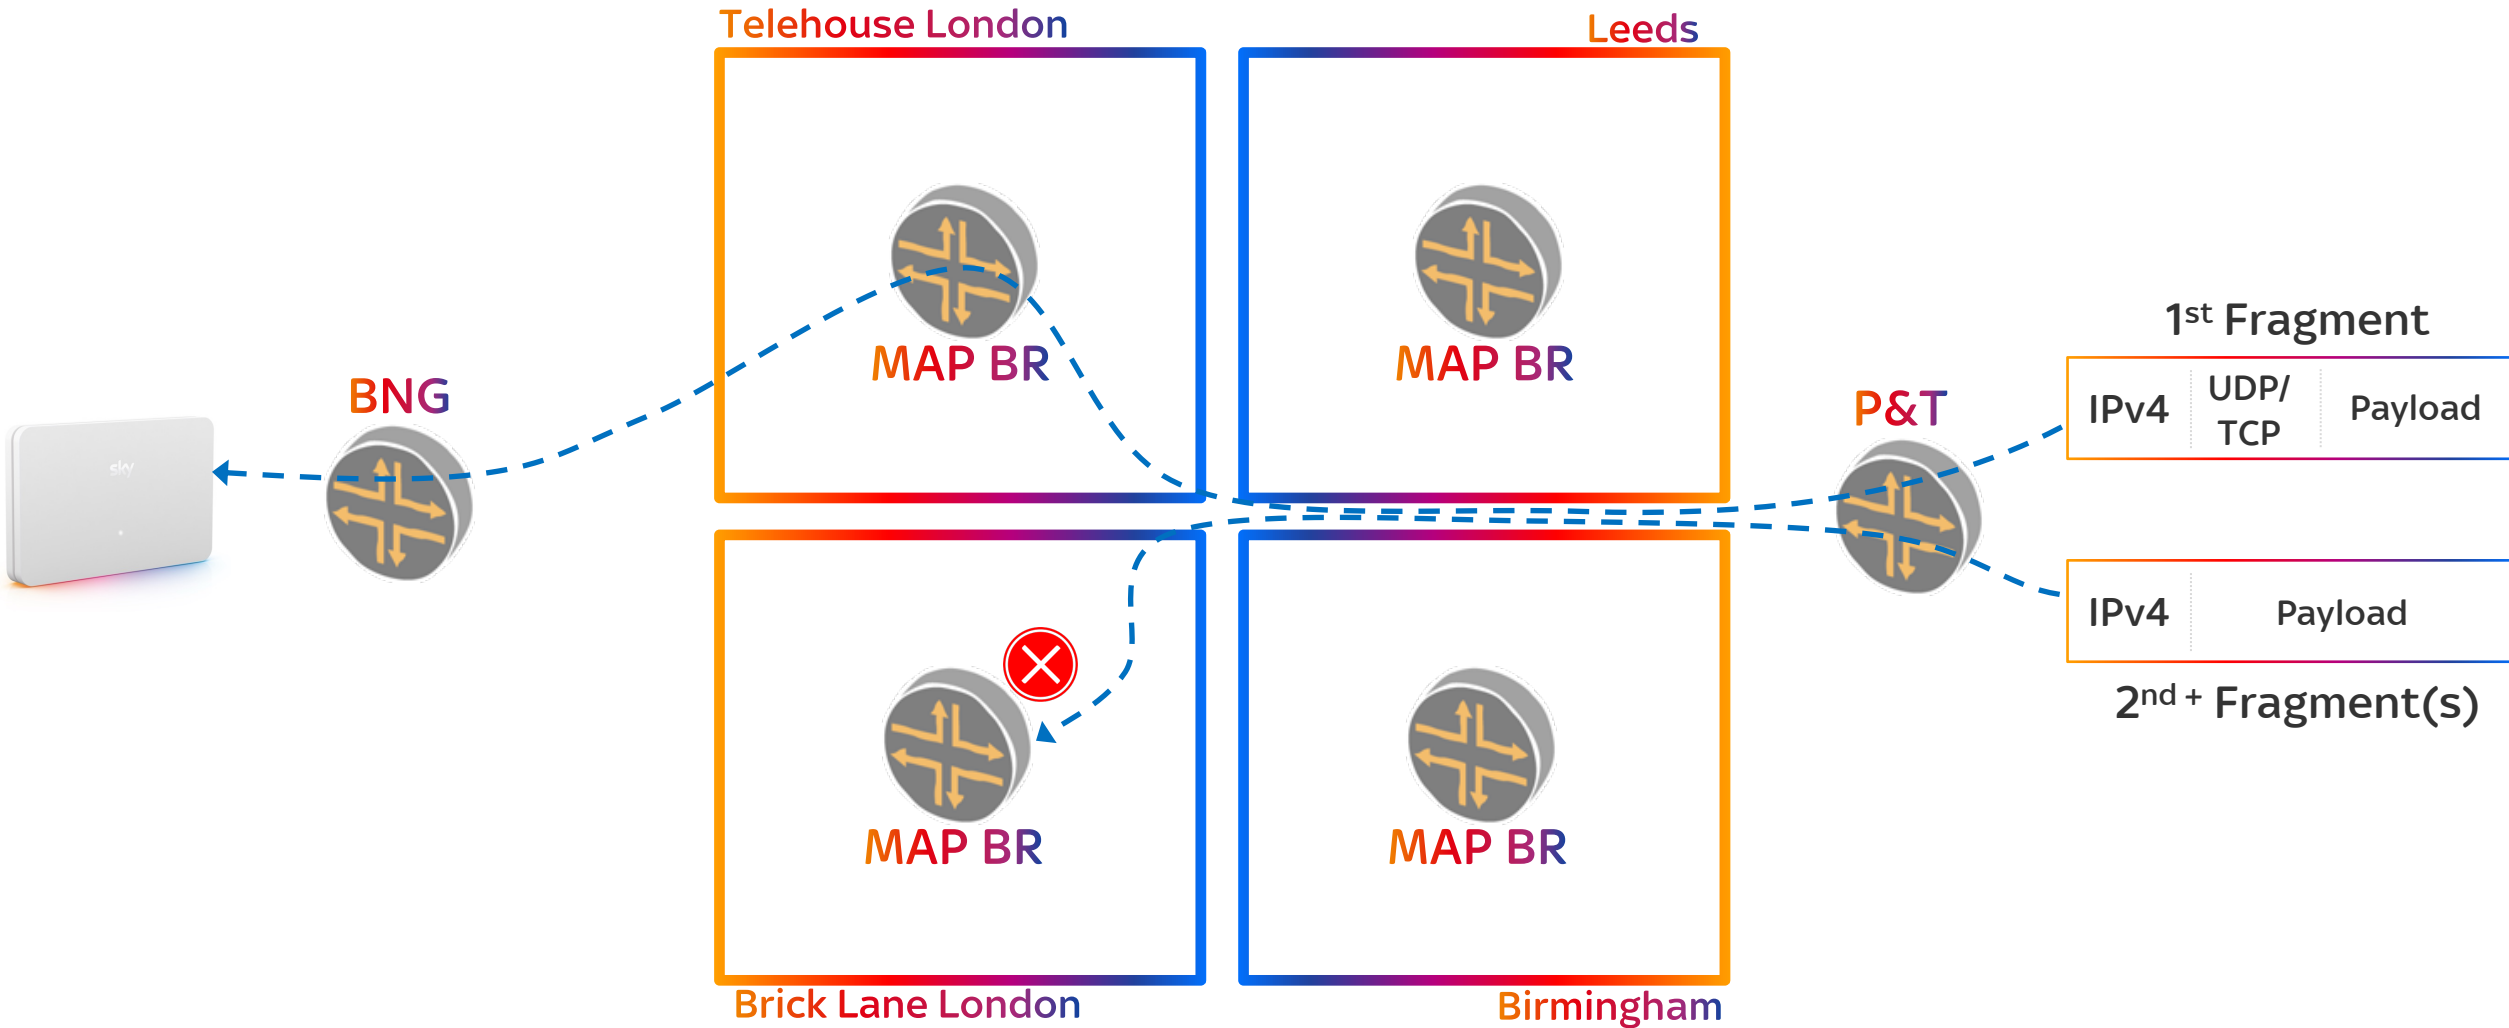 Telehouse London
Leeds
MAP BR
MAP BR
BNG
sky
P&T
1st Fragment
IPv4
UDP/
TCP
Payload
IPv4
Payload
2nd + Fragment(s)
MAP BR
MAP BR
Brick Lane London
Birmingham